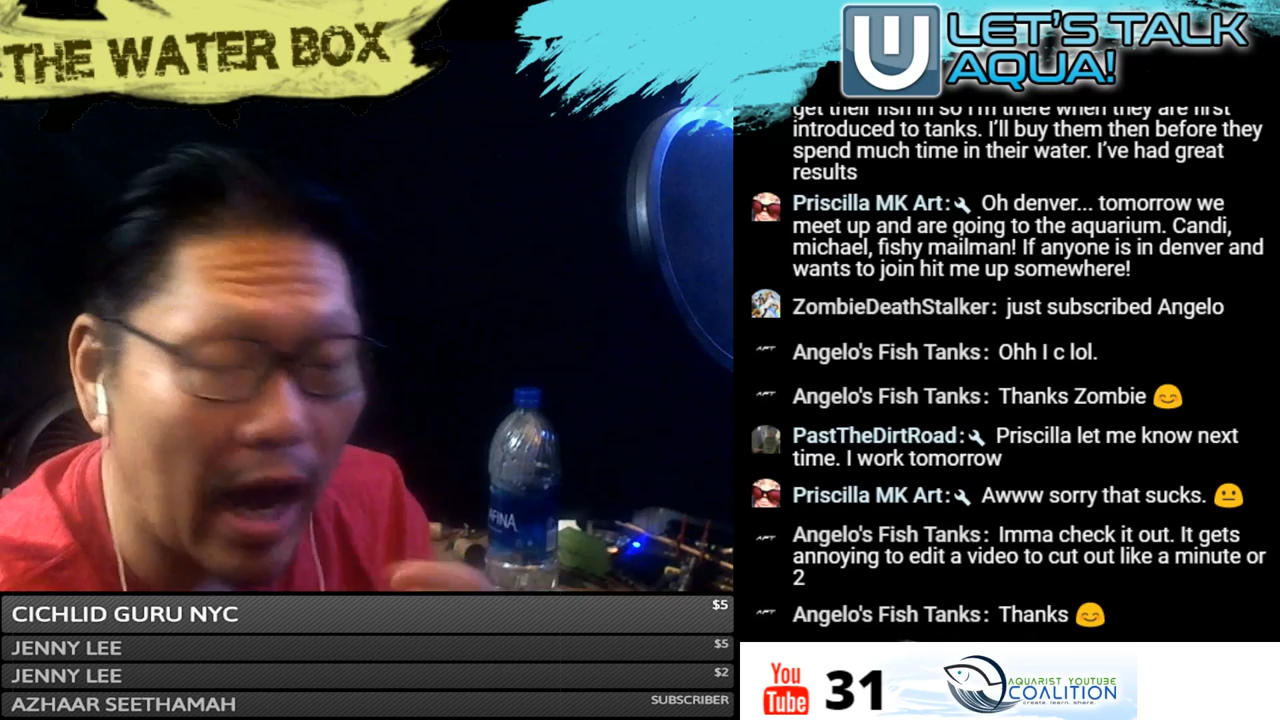 THE WATER BOX
LET'S TALK
AQUA!
get their fish in so I'm there when they are first
introduced to tanks. I'll buy them then before they
spend much time in their water. I've had great
results
Priscilla MK Art: Oh denver... tomorrow we
meet up and are going to the aquarium. Candi,
michael, fishy mailman! If anyone is in denver and
wants to join hit me up somewhere!
ZombieDeathStalker: just subscribed Angelo
Angelo's Fish Tanks: Ohh I c lol.
Angelo's Fish Tanks: Thanks Zombie 😊
PastTheDirtRoad: Priscilla let me know next
time. I work tomorrow
Priscilla MK Art: Awww sorry that sucks. 😐
Angelo's Fish Tanks: Imma check it out. It gets
annoying to edit a video to cut out like a minute or
2
Angelo's Fish Tanks: Thanks 😊
AFINA
CICHLID GURU NYC $5
JENNY LEE $5
JENNY LEE $2
AZHAAR SEETHAMAH SUBSCRIBER
You
Tube
31
AQUARIST YOUTUBE
COALITION
create. learn. share.